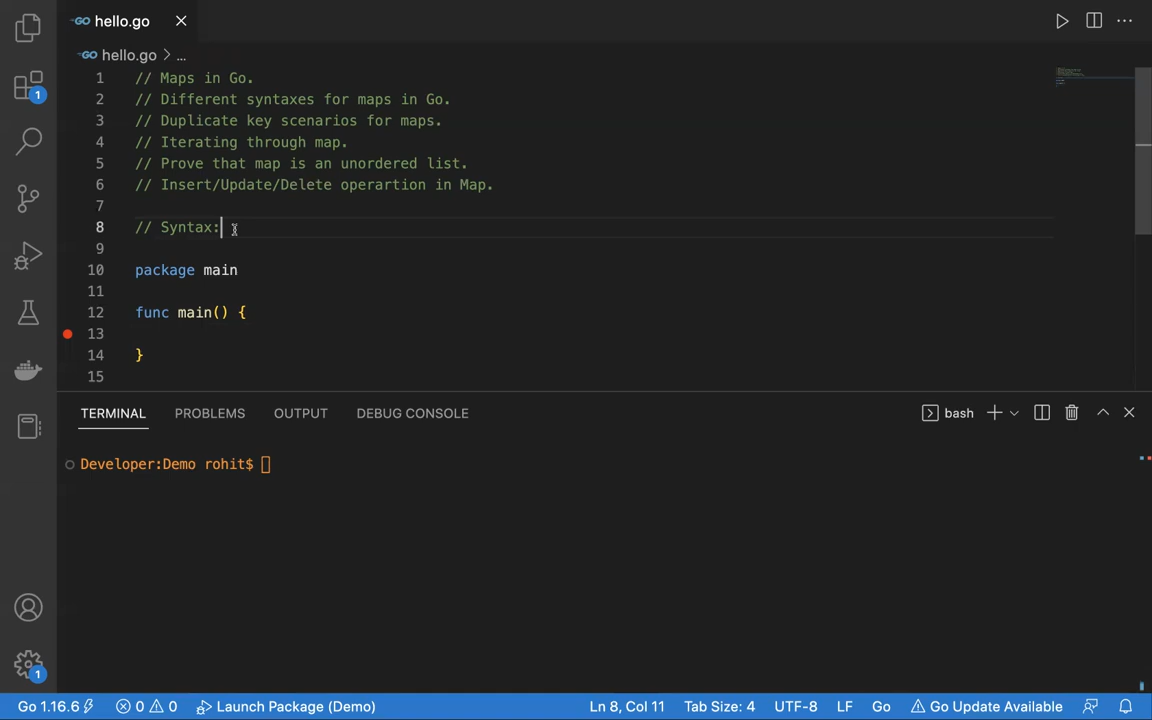 GO hello.go
GO hello.go > ...
1 // Maps in Go.
2 // Different syntaxes for maps in Go.
3 // Duplicate key scenarios for maps.
4 // Iterating through map.
5 // Prove that map is an unordered list.
6 // Insert/Update/Delete operartion in Map.
7
8 // Syntax:
9
10 package main
11
12 func main() {
13
14 }
15
1
TERMINAL PROBLEMS OUTPUT DEBUG CONSOLE bash
Developer:Demo rohit$
1
Go 1.16.6 0 0 Launch Package (Demo) Ln 8, Col 11 Tab Size: 4 UTF-8 LF Go Go Update Available